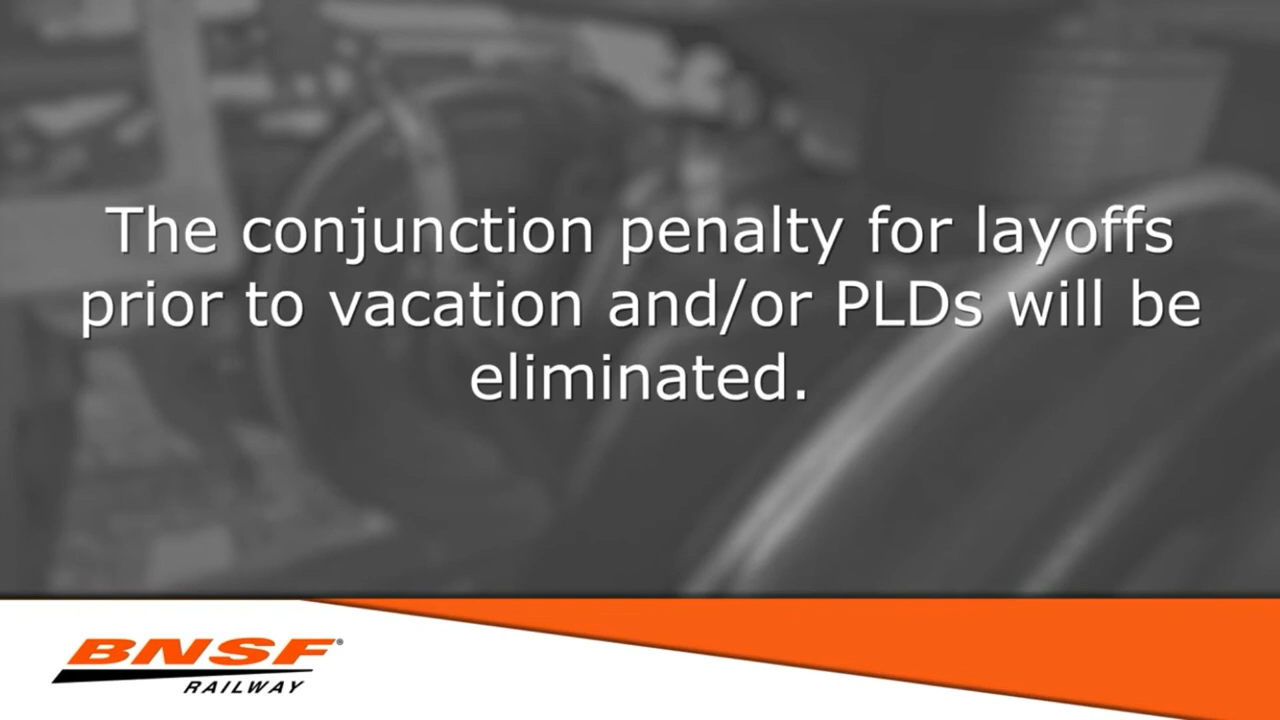 The conjunction penalty for layoffs
prior to vacation and/or PLDs will be
eliminated.
BNSF®
RAILWAY